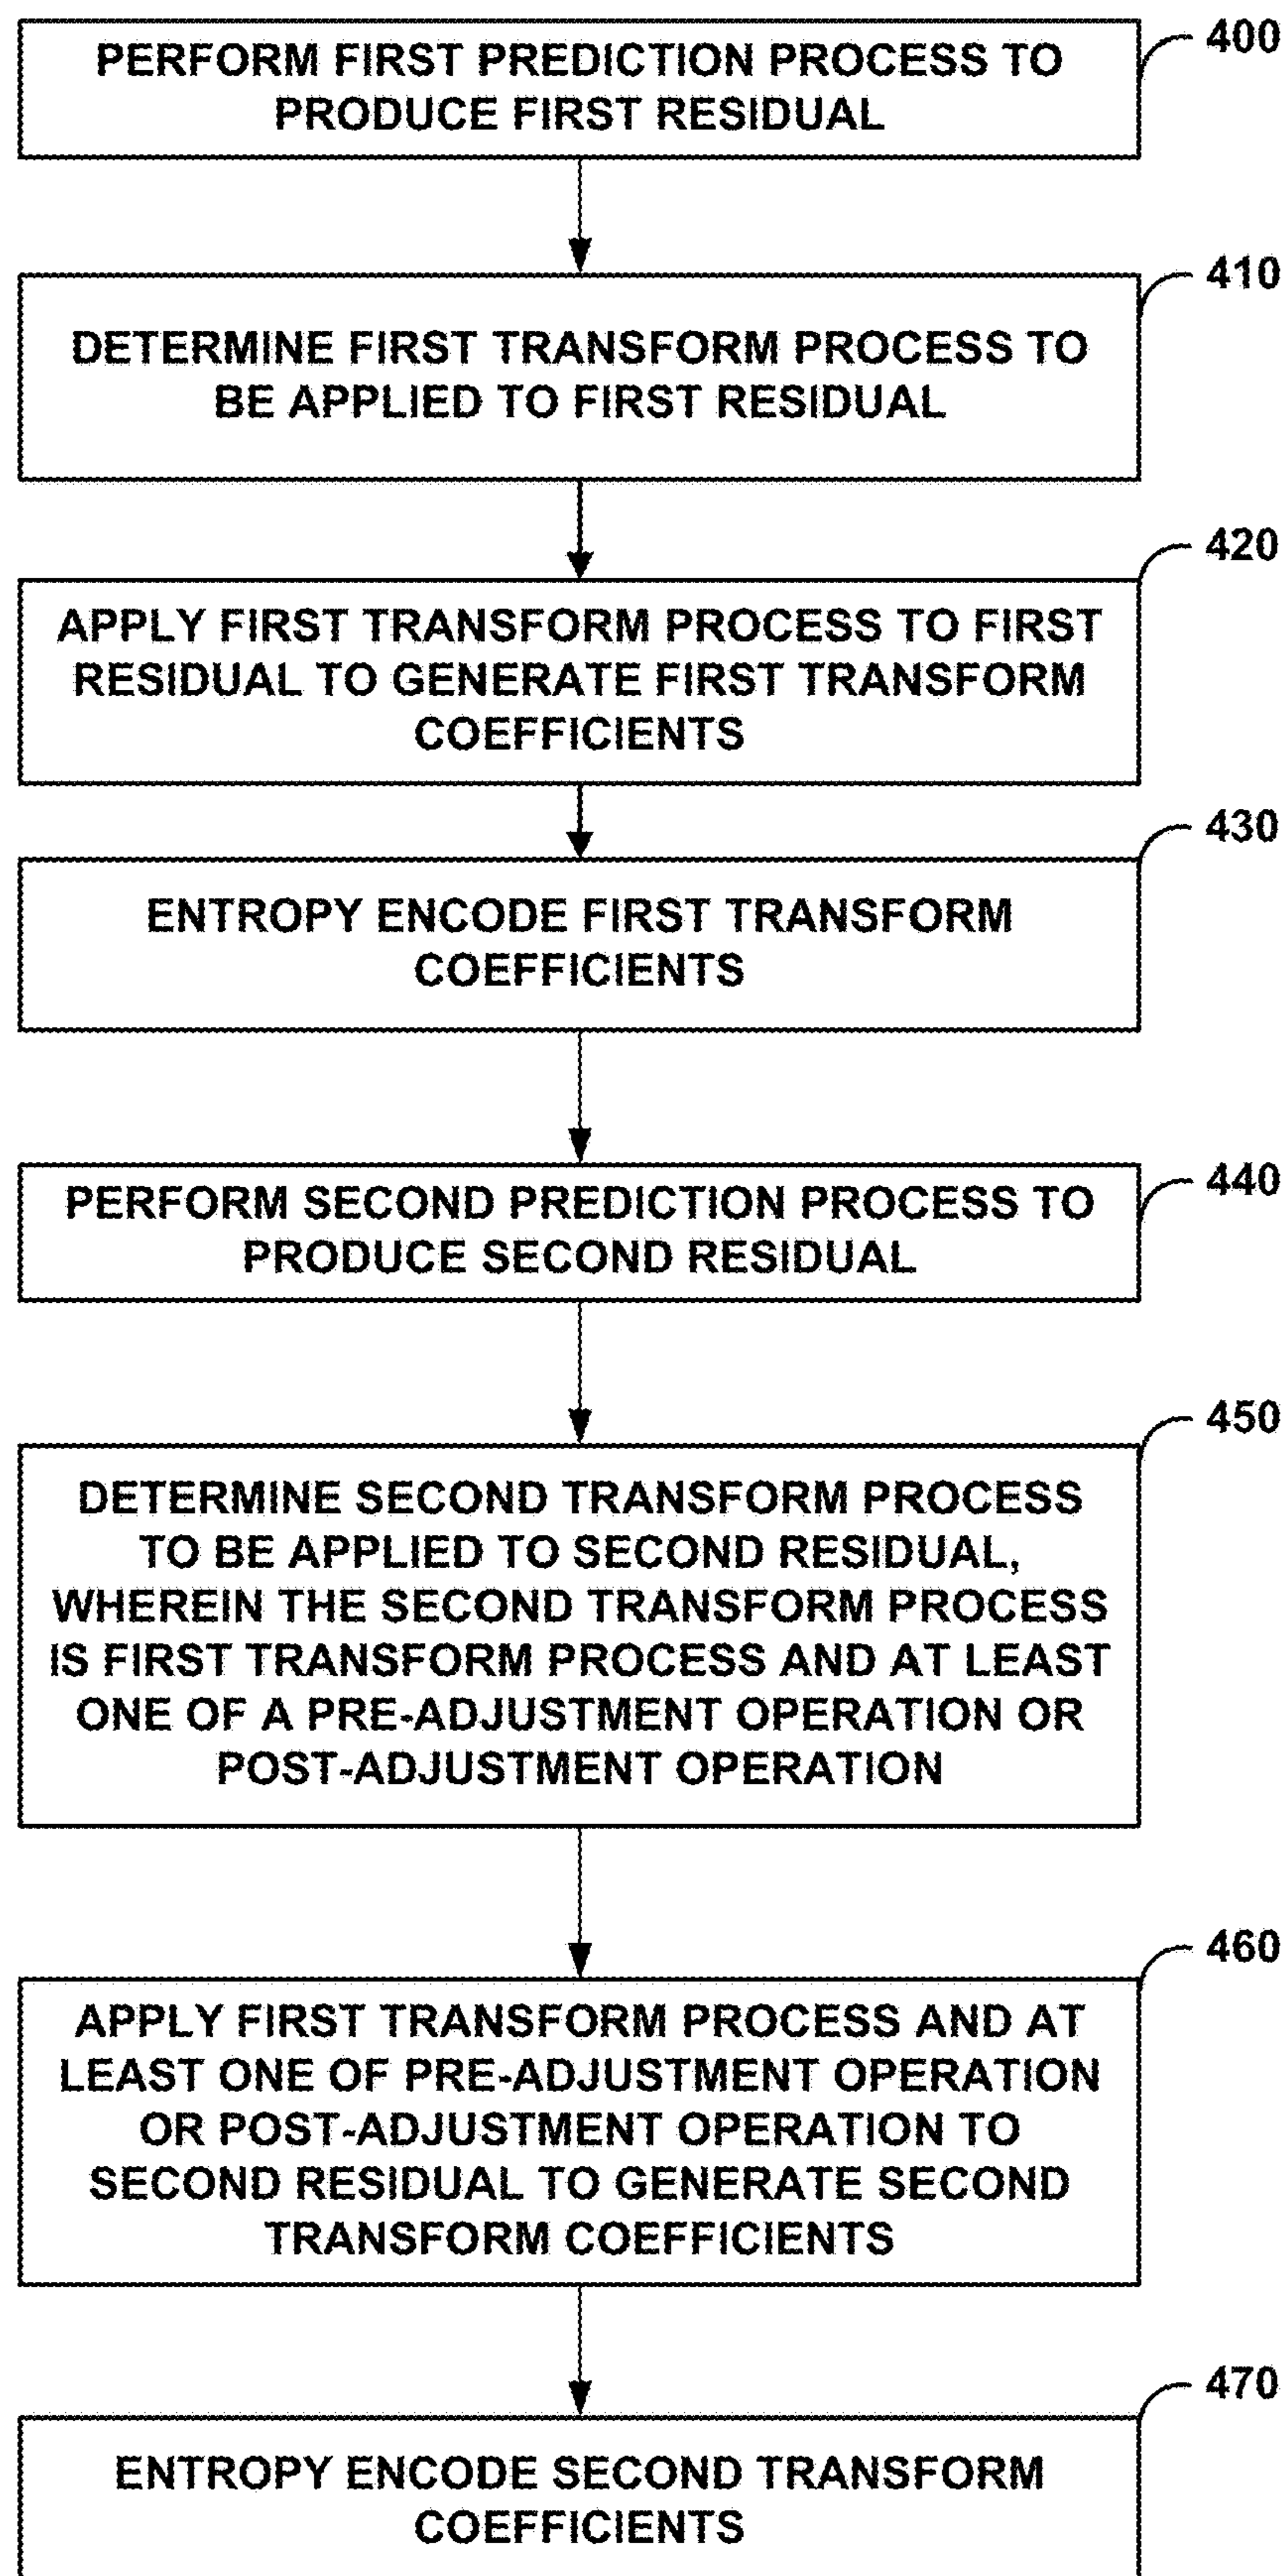 400
PERFORM FIRST PREDICTION PROCESS TO
PRODUCE FIRST RESIDUAL
410
DETERMINE FIRST TRANSFORM PROCESS TO
BE APPLIED TO FIRST RESIDUAL
420
APPLY FIRST TRANSFORM PROCESS TO FIRST
RESIDUAL TO GENERATE FIRST TRANSFORM
COEFFICIENTS
430
ENTROPY ENCODE FIRST TRANSFORM
COEFFICIENTS
440
PERFORM SECOND PREDICTION PROCESS TO
PRODUCE SECOND RESIDUAL
450
DETERMINE SECOND TRANSFORM PROCESS
TO BE APPLIED TO SECOND RESIDUAL,
WHEREIN THE SECOND TRANSFORM PROCESS
IS FIRST TRANSFORM PROCESS AND AT LEAST
ONE OF A PRE-ADJUSTMENT OPERATION OR
POST-ADJUSTMENT OPERATION
460
APPLY FIRST TRANSFORM PROCESS AND AT
LEAST ONE OF PRE-ADJUSTMENT OPERATION
OR POST-ADJUSTMENT OPERATION TO
SECOND RESIDUAL TO GENERATE SECOND
TRANSFORM COEFFICIENTS
470
ENTROPY ENCODE SECOND TRANSFORM
COEFFICIENTS